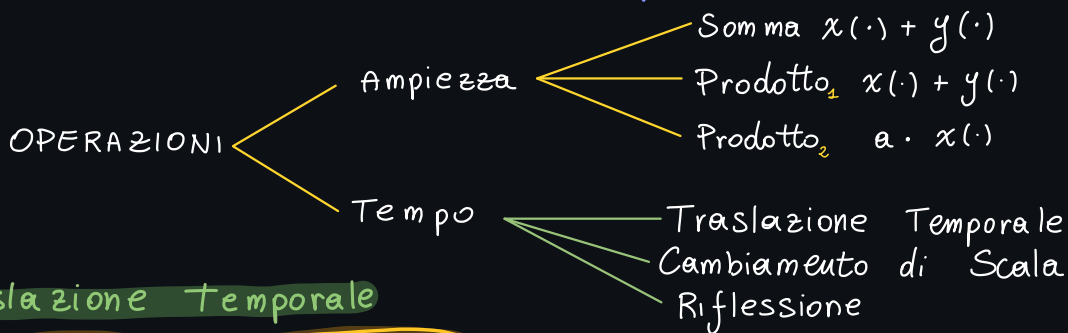 Somma x(·) + y(·)
Ampiezza
Prodotto₁ x(·) + y(·)
OPERAZIONI
Prodotto₂ a · x(·)
Tempo
Traslazione Temporale
Cambiamento di Scala
Riflessione
slazione Temporale